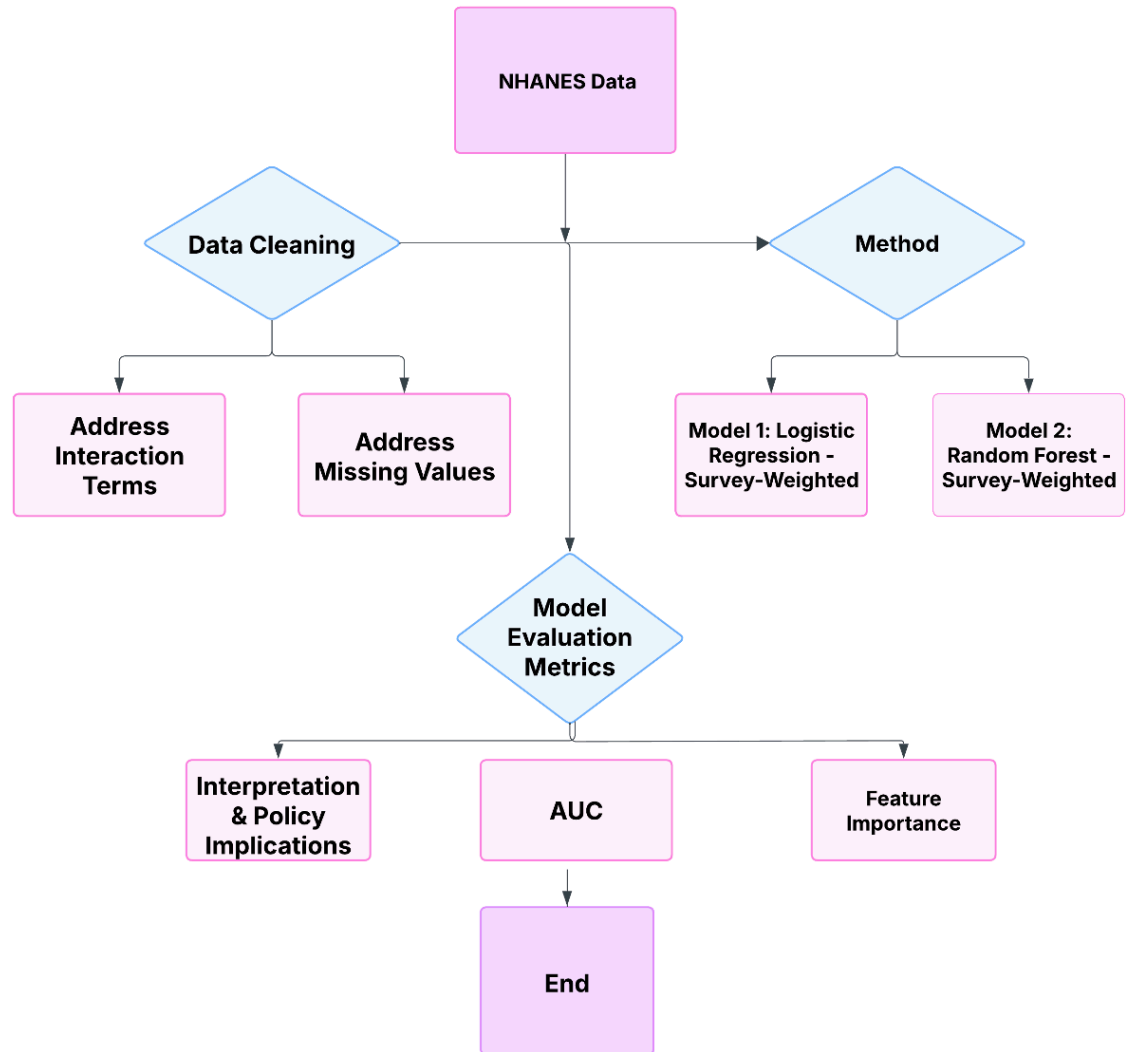 NHANES Data
Data Cleaning
Method
Address
Interaction
Terms
Address
Missing Values
Model 1: Logistic
Regression -
Survey-Weighted
Model 2:
Random Forest -
Survey-Weighted
Model
Evaluation
Metrics
Interpretation
& Policy
Implications
AUC
Feature
Importance
End